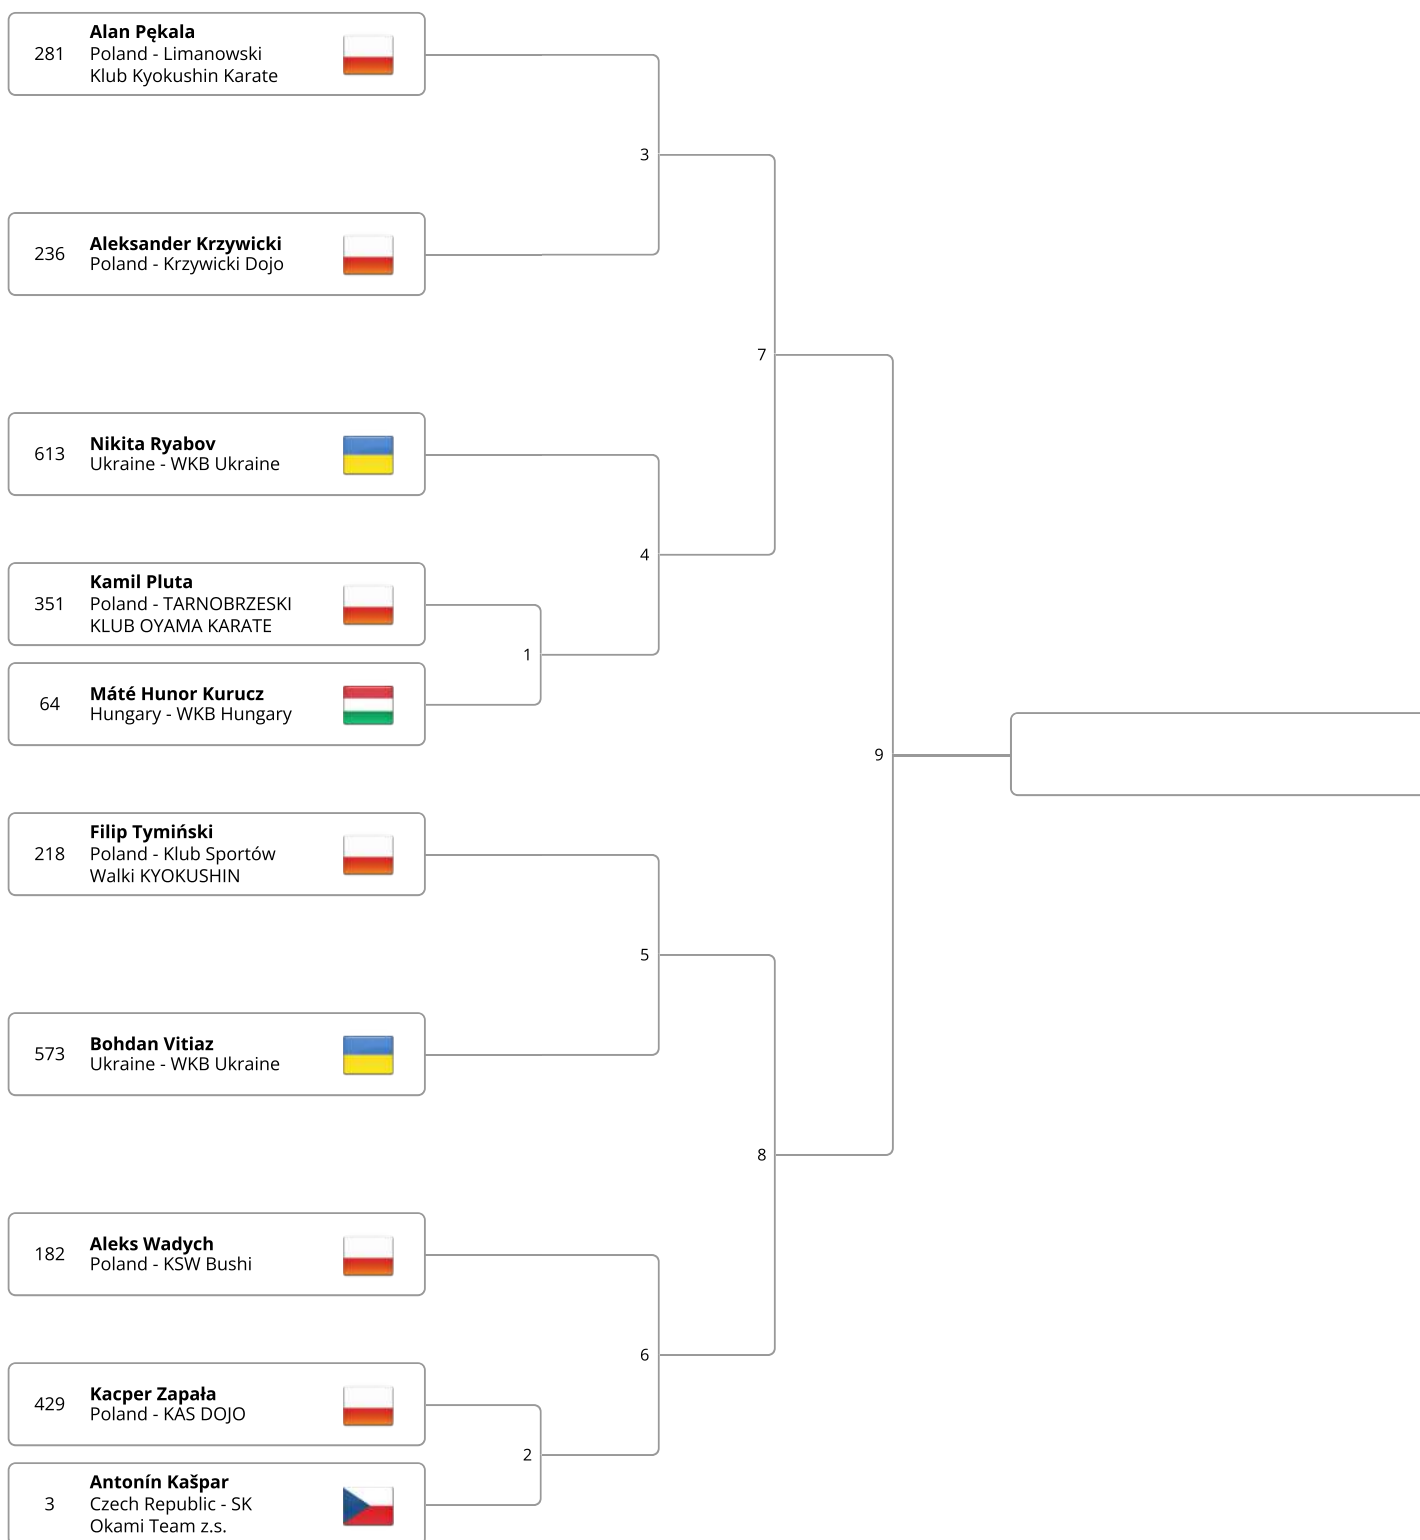 281
Alan Pękala
Poland - Limanowski
Klub Kyokushin Karate
3
236
Aleksander Krzywicki
Poland - Krzywicki Dojo
7
613
Nikita Ryabov
Ukraine - WKB Ukraine
4
351
Kamil Pluta
Poland - TARNOBRZESKI
KLUB OYAMA KARATE
1
64
Máté Hunor Kurucz
Hungary - WKB Hungary
9
218
Filip Tymiński
Poland - Klub Sportów
Walki KYOKUSHIN
5
573
Bohdan Vitiaz
Ukraine - WKB Ukraine
8
182
Aleks Wadych
Poland - KSW Bushi
6
429
Kacper Zapała
Poland - KAS DOJO
2
3
Antonín Kašpar
Czech Republic - SK
Okami Team z.s.